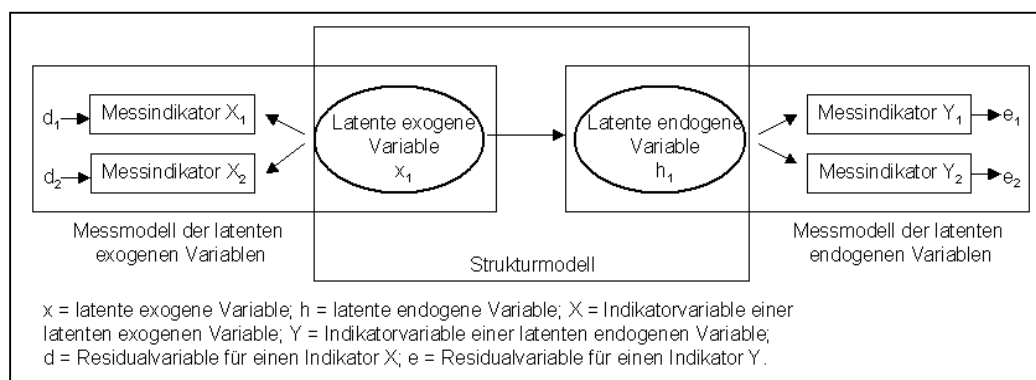 d₁
Messindikator X₁
d₂
Messindikator X₂
Latente exogene
Variable
x₁
Latente endogene
Variable
h₁
Messindikator Y₁
e₁
Messindikator Y₂
e₂
Messmodell der latenten
exogenen Variablen
Strukturmodell
Messmodell der latenten
endogenen Variablen
x = latente exogene Variable; h = latente endogene Variable; X = Indikatorvariable einer
latenten exogenen Variable; Y = Indikatorvariable einer latenten endogenen Variable;
d = Residualvariable für einen Indikator X; e = Residualvariable für einen Indikator Y.